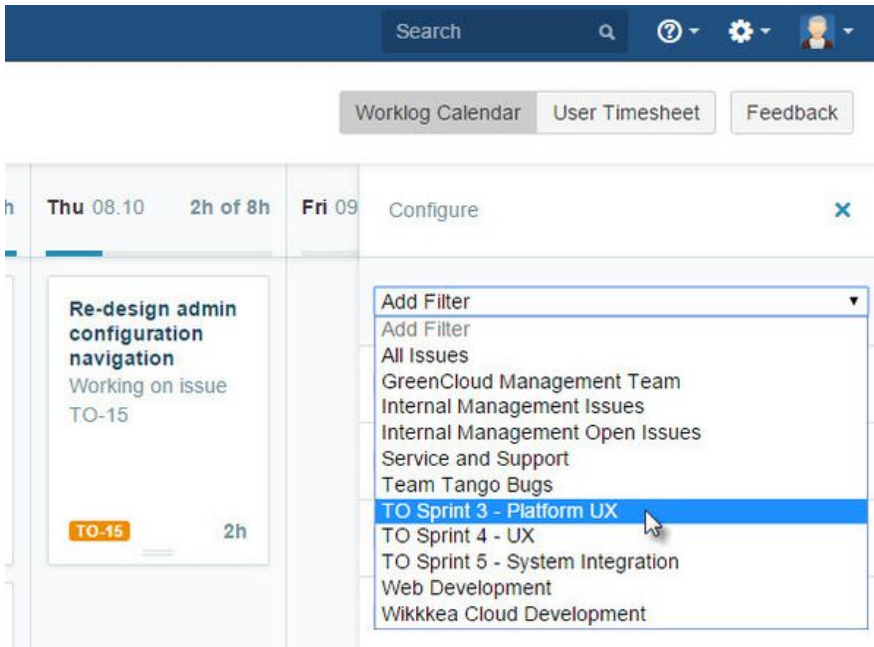 Search
Worklog Calendar User Timesheet Feedback
h Thu 08.10 2h of 8h Fri 09 Configure
Re-design admin
configuration
navigation
Working on issue
TO-15
TO-15 2h
Add Filter
Add Filter
All Issues
GreenCloud Management Team
Internal Management Issues
Internal Management Open Issues
Service and Support
Team Tango Bugs
TO Sprint 3 - Platform UX
TO Sprint 4 - UX
TO Sprint 5 - System Integration
Web Development
Wikkkea Cloud Development